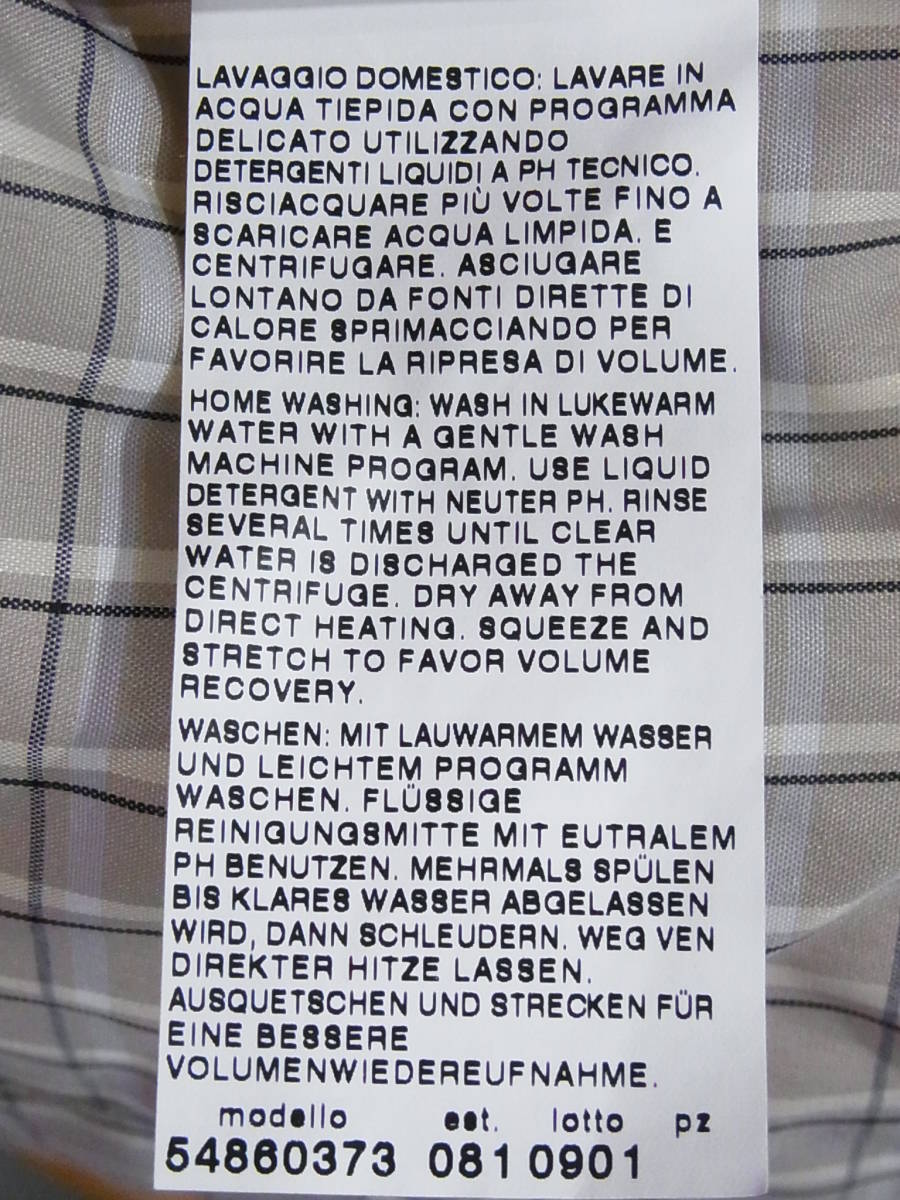 LAVAGGIO DOMESTICO: LAVARE IN
ACQUA TIEPIDA CON PROGRAMMA
DELICATO UTILIZZANDO
DETERGENTI LIQUIDI A PH TECNICO.
RISCIACQUARE PIÙ VOLTE FINO A
SCARICARE ACQUA LIMPIDA. E
CENTRIFUGARE. ASCIUGARE
LONTANO DA FONTI DIRETTE DI
CALORE SPRIMACCIANDO PER
FAVORIRE LA RIPRESA DI VOLUME.
HOME WASHING: WASH IN LUKEWARM
WATER WITH A GENTLE WASH
MACHINE PROGRAM. USE LIQUID
DETERGENT WITH NEUTER PH. RINSE
SEVERAL TIMES UNTIL CLEAR
WATER IS DISCHARGED THE
CENTRIFUGE. DRY AWAY FROM
DIRECT HEATING. SQUEEZE AND
STRETCH TO FAVOR VOLUME
RECOVERY.
WASCHEN: MIT LAUWARMEM WASSER
UND LEICHTEM PROGRAMM
WASCHEN. FLÜSSIGE
REINIGUNGSMITTE MIT EUTRALEM
PH BENUTZEN. MEHRMALS SPÜLEN
BIS KLARES WASSER ABGELASSEN
WIRD, DANN SCHLEUDERN. WEG VEN
DIREKTER HITZE LASSEN.
AUSQUETSCHEN UND STRECKEN FÜR
EINE BESSERE
VOLUMENWIEDEREUFNAHME.
modello est. lotto pz
54860373 081 0901